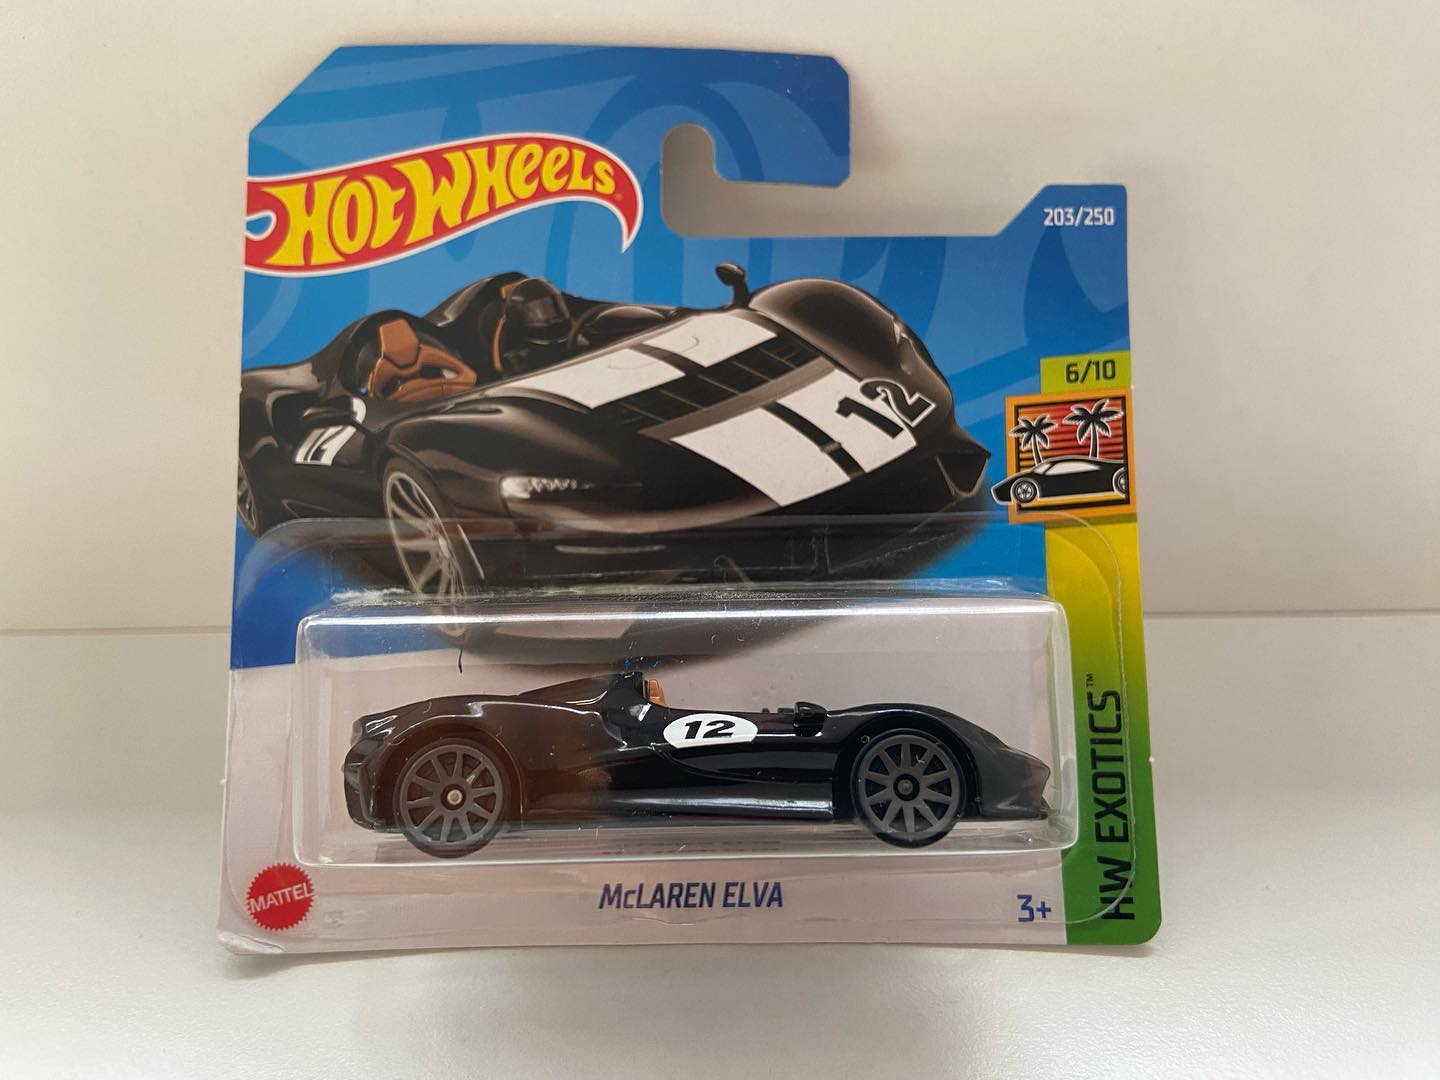 HOT WHEELS
203/250
6/10
12
12
HW EXOTICS™
MATTEL
McLAREN ELVA
3+